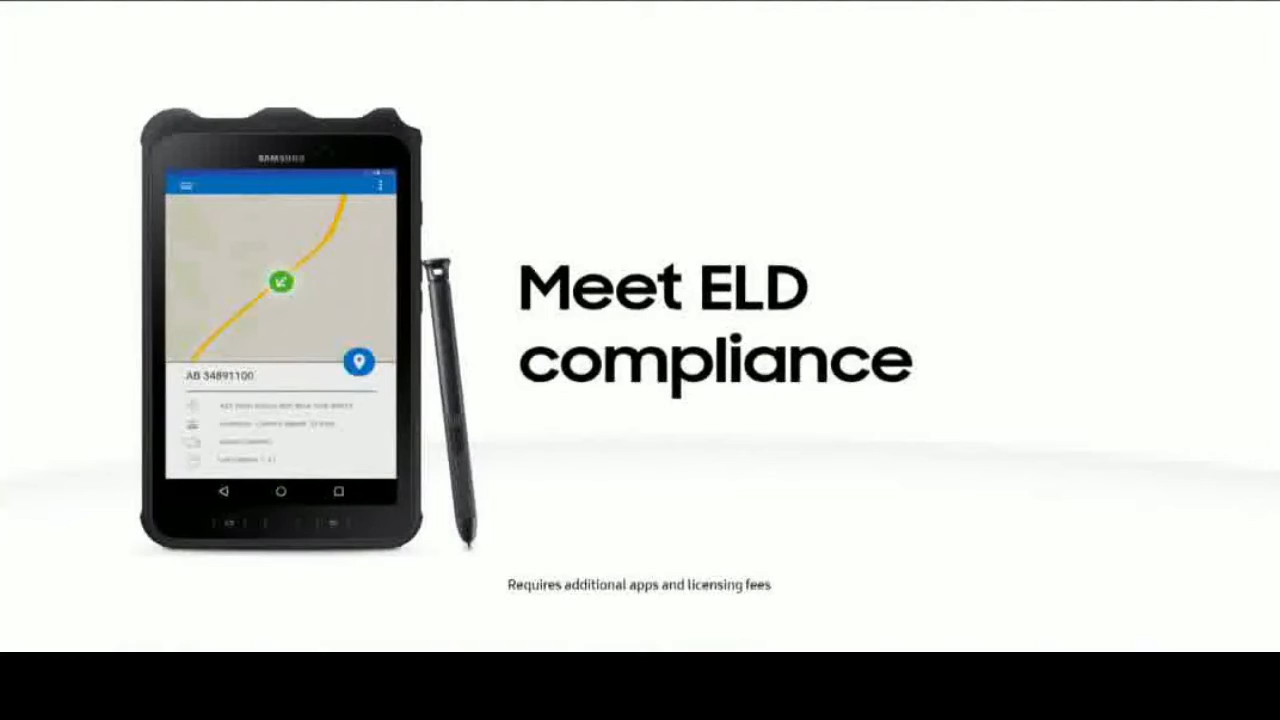 SAMSUNG
AB 34891100
Meet ELD
compliance
Requires additional apps and licensing fees